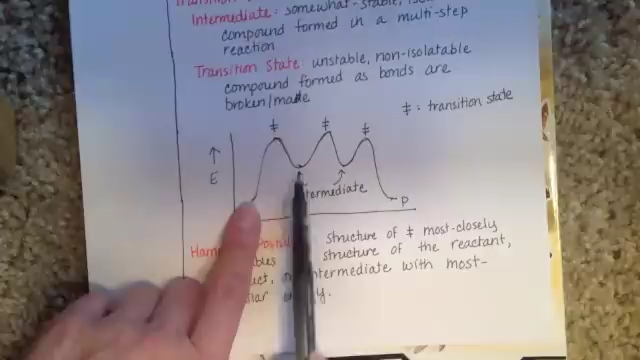 Intermediate: somewhat-stable,
compound formed in a multi-step
reaction
Transition State: unstable, non-isolatable
compound formed as bonds are
broken/made
‡ : transition state
‡ ‡ ‡
↑
E
P
structure of ‡ most-closely
structure of the reactant,
intermediate with most-